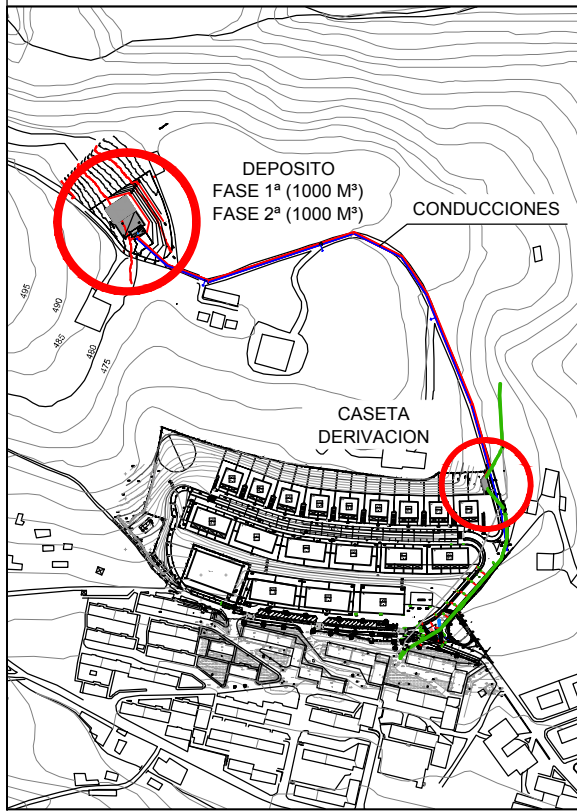 DEPOSITO
FASE 1ª (1000 M³)
FASE 2ª (1000 M³)
CONDUCCIONES
495
490
485
480
475
CASETA
DERIVACION